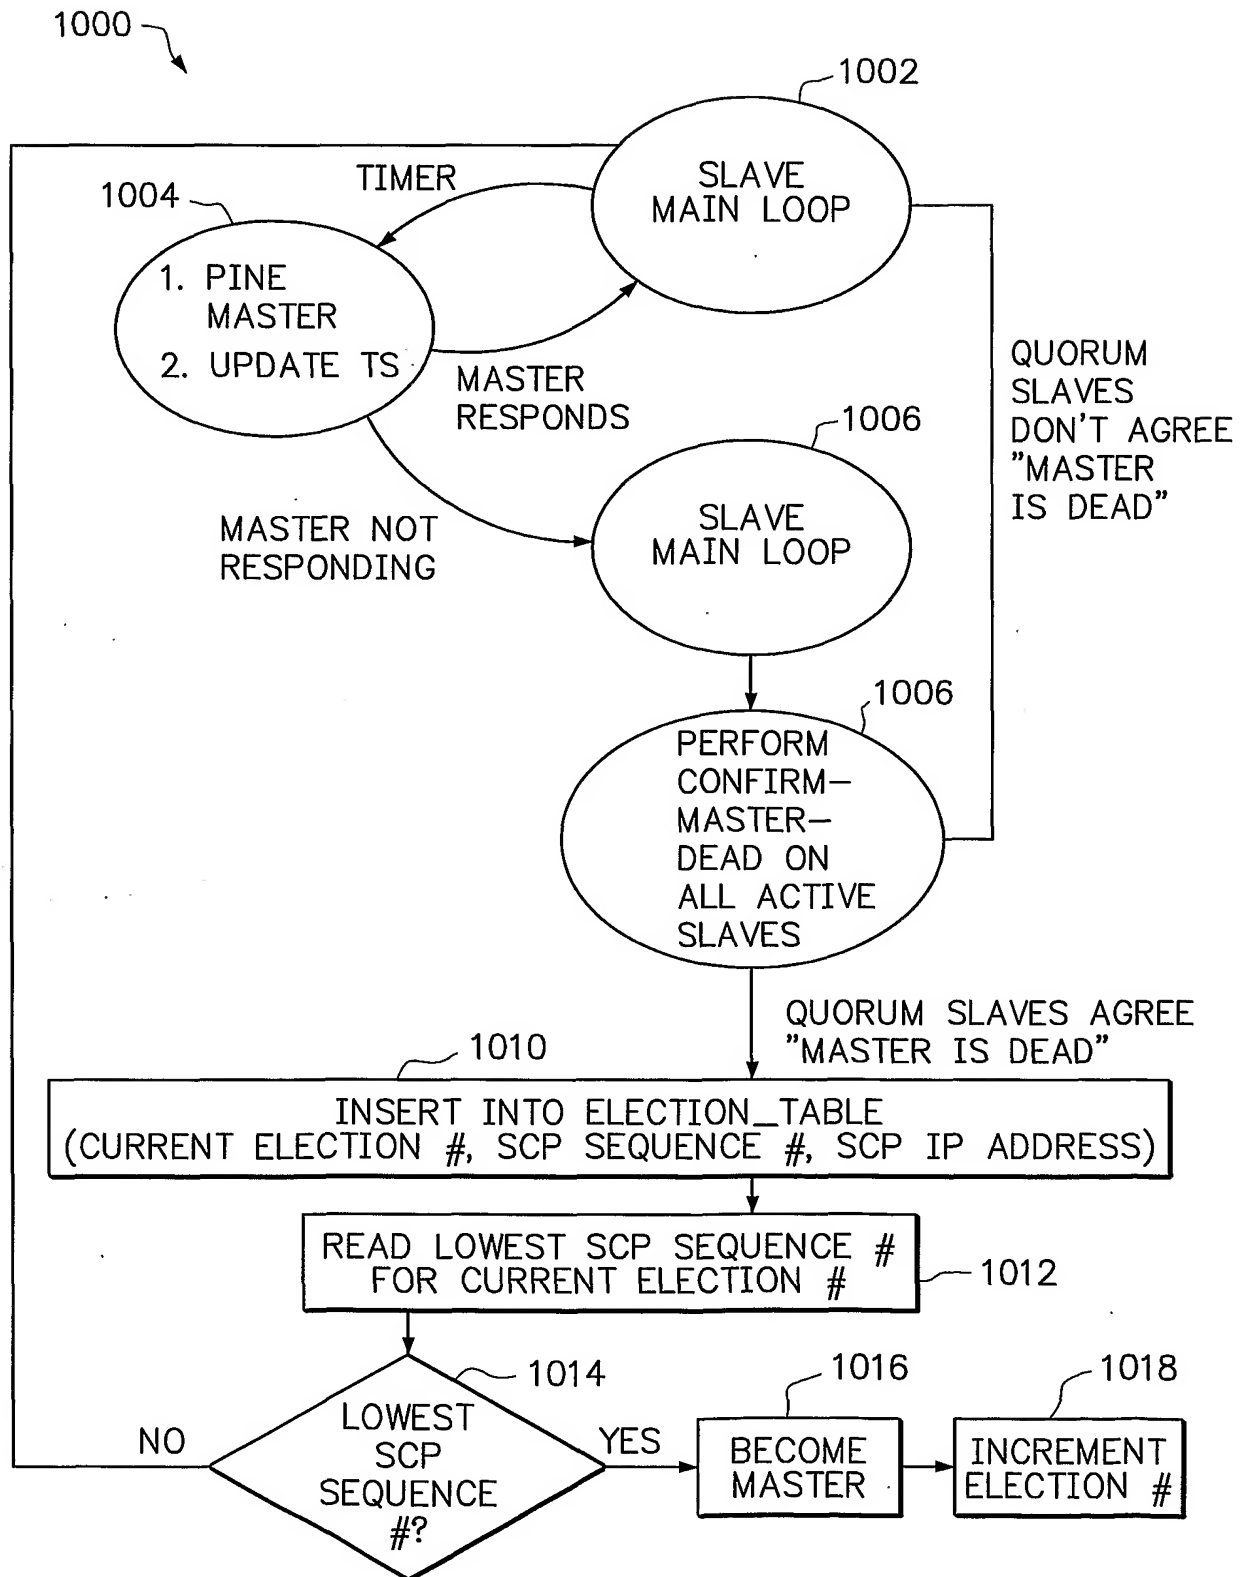 1000
1002
SLAVE
MAIN LOOP
TIMER
1004
1. PINE
MASTER
2. UPDATE TS
MASTER
RESPONDS
QUORUM
SLAVES
DON'T AGREE
"MASTER
IS DEAD"
1006
SLAVE
MAIN LOOP
MASTER NOT
RESPONDING
1006
PERFORM
CONFIRM–
MASTER–
DEAD ON
ALL ACTIVE
SLAVES
QUORUM SLAVES AGREE
"MASTER IS DEAD"
1010
INSERT INTO ELECTION_TABLE
(CURRENT ELECTION #, SCP SEQUENCE #, SCP IP ADDRESS)
READ LOWEST SCP SEQUENCE #
FOR CURRENT ELECTION #
1012
1014
LOWEST
SCP
SEQUENCE
#?
NO
YES
1016
BECOME
MASTER
1018
INCREMENT
ELECTION #